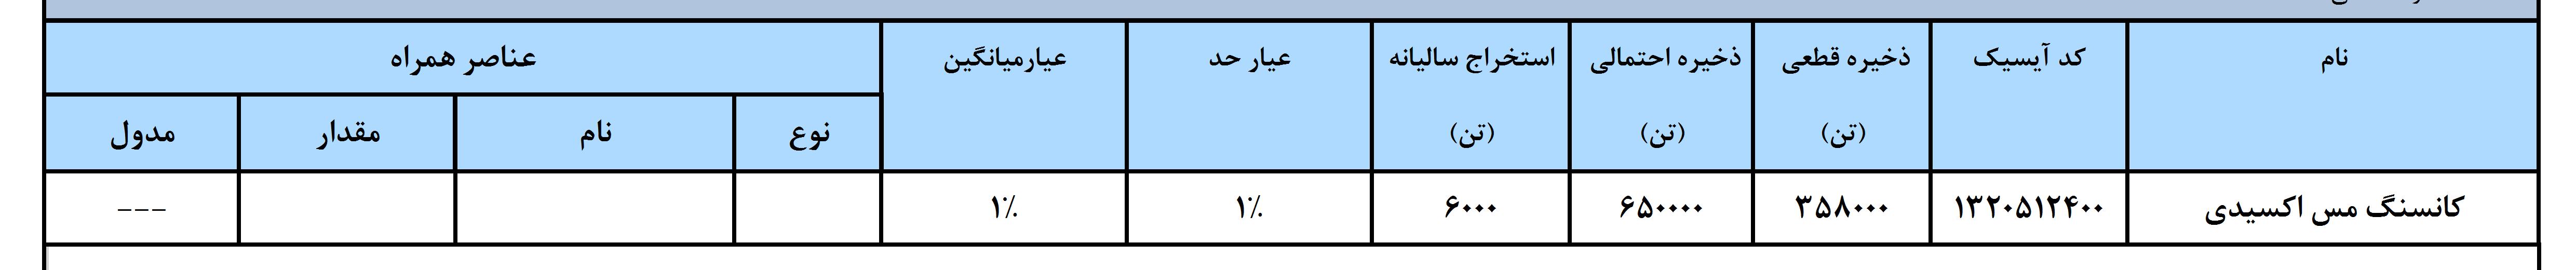 نام	کد آیسیک	ذخیره قطعی (تن)	ذخیره احتمالی (تن)	استخراج سالیانه (تن)	عیار حد	عیارمیانگین	عناصر همراه
نوع	نام	مقدار	مدول
کانسنگ مس اکسیدی	۱۳۲۰۵۱۲۴۰۰	۳۵۸۰۰۰	۶۵۰۰۰۰	۶۰۰۰	۱٪	۱٪	---